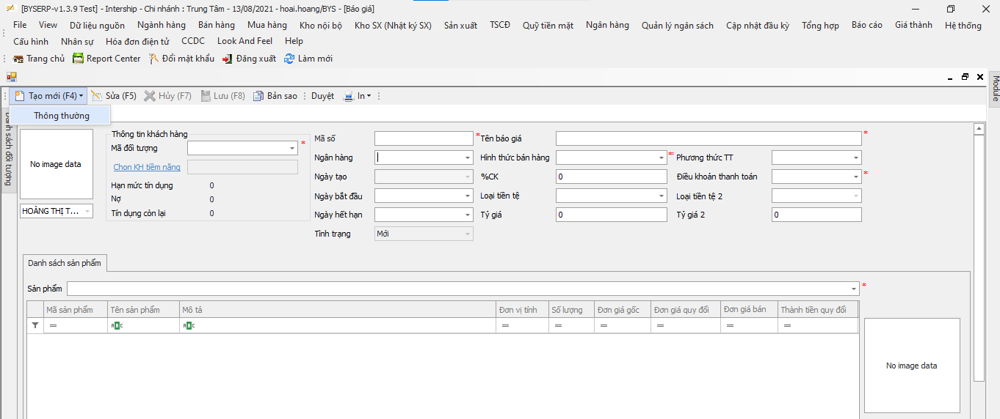 [BYSERP-v1.3.9 Test] - Intership - Chi nhánh : Trung Tâm - 13/08/2021 - hoai.hoang/BYS - [Báo giá]
File View Dữ liệu nguồn Ngành hàng Bán hàng Mua hàng Kho nội bộ Kho SX (Nhật ký SX) Sản xuất TSCĐ Quỹ tiền mặt Ngân hàng Quản lý ngân sách Cập nhật đầu kỳ Tổng hợp Báo cáo Giá thành Hệ thống
Cấu hình Nhân sự Hóa đơn điện tử CCDC Look And Feel Help
Trang chủ Report Center Đổi mật khẩu Đăng xuất Làm mới
Module
Tạo mới (F4) Sửa (F5) Hủy (F7) Lưu (F8) Bản sao Duyệt In
Thông thường
Danh sách đối tượng
No image data
HOÀNG THỊ T...
Thông tin khách hàng
Mã đối tượng *
Chọn KH tiềm năng
Hạn mức tín dụng 0
Nợ 0
Tín dụng còn lại 0
Mã số * Tên báo giá *
Ngân hàng Hình thức bán hàng ** Phương thức TT
Ngày tạo %CK 0 Điều khoản thanh toán *
Ngày bắt đầu Loại tiền tệ Loại tiền tệ 2
Ngày hết hạn Tỷ giá 0 Tỷ giá 2 0
Tình trạng Mới
Danh sách sản phẩm
Sản phẩm *
Mã sản phẩm Tên sản phẩm Mô tả Đơn vị tính Số lượng Đơn giá gốc Đơn giá quy đổi Đơn giá bán Thành tiền quy đổi
= ABC ABC = = = = = =
No image data